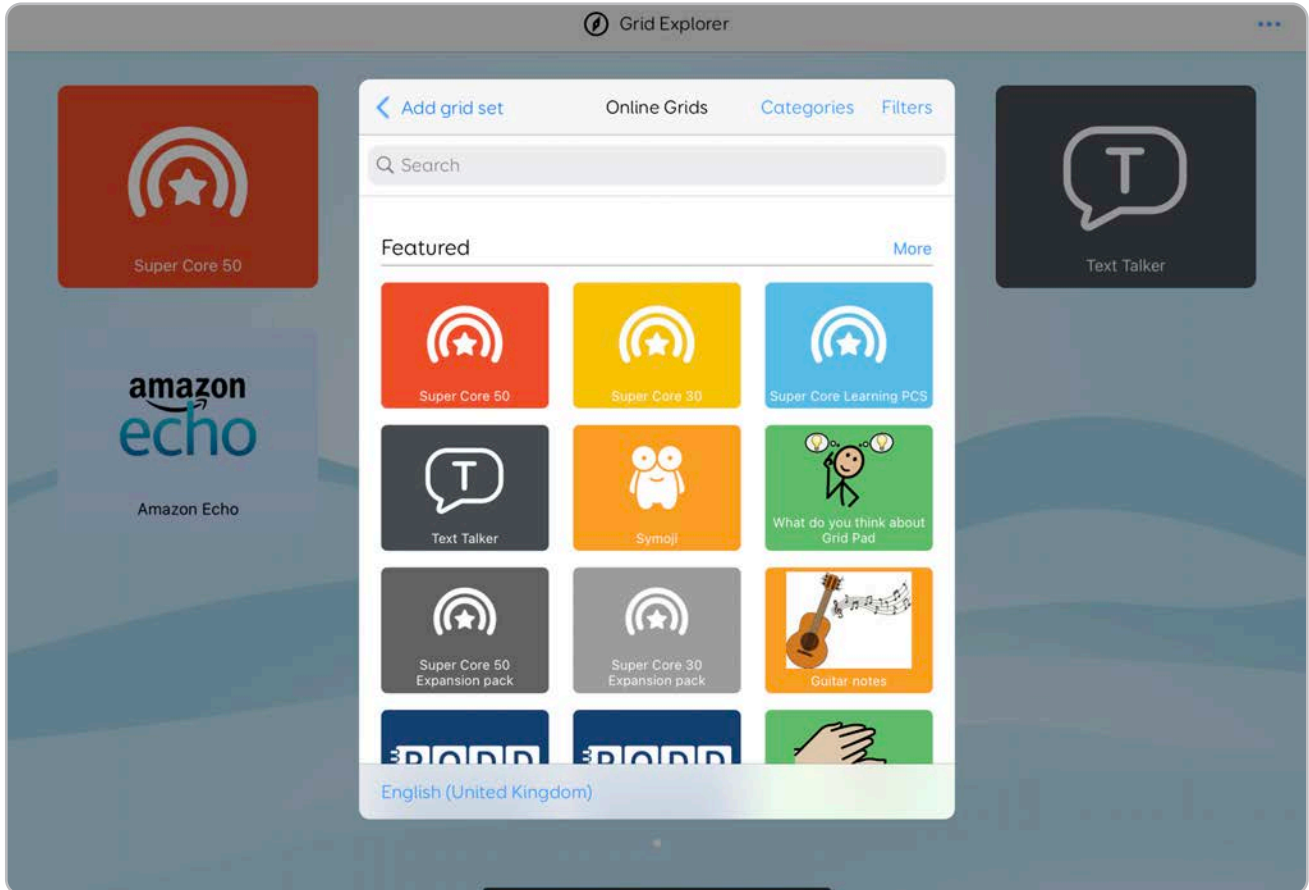 Grid Explorer
Add grid set
Online Grids
Categories
Filters
Search
Featured
More
Super Core 50
Super Core 30
Super Core Learning PCS
T
Text Talker
Symoji
What do you think about
Grid Pad
Super Core 50
Expansion pack
Super Core 30
Expansion pack
Guitar notes
PODD
PODD
English (United Kingdom)
Super Core 50
amazon
echo
Amazon Echo
T
Text Talker